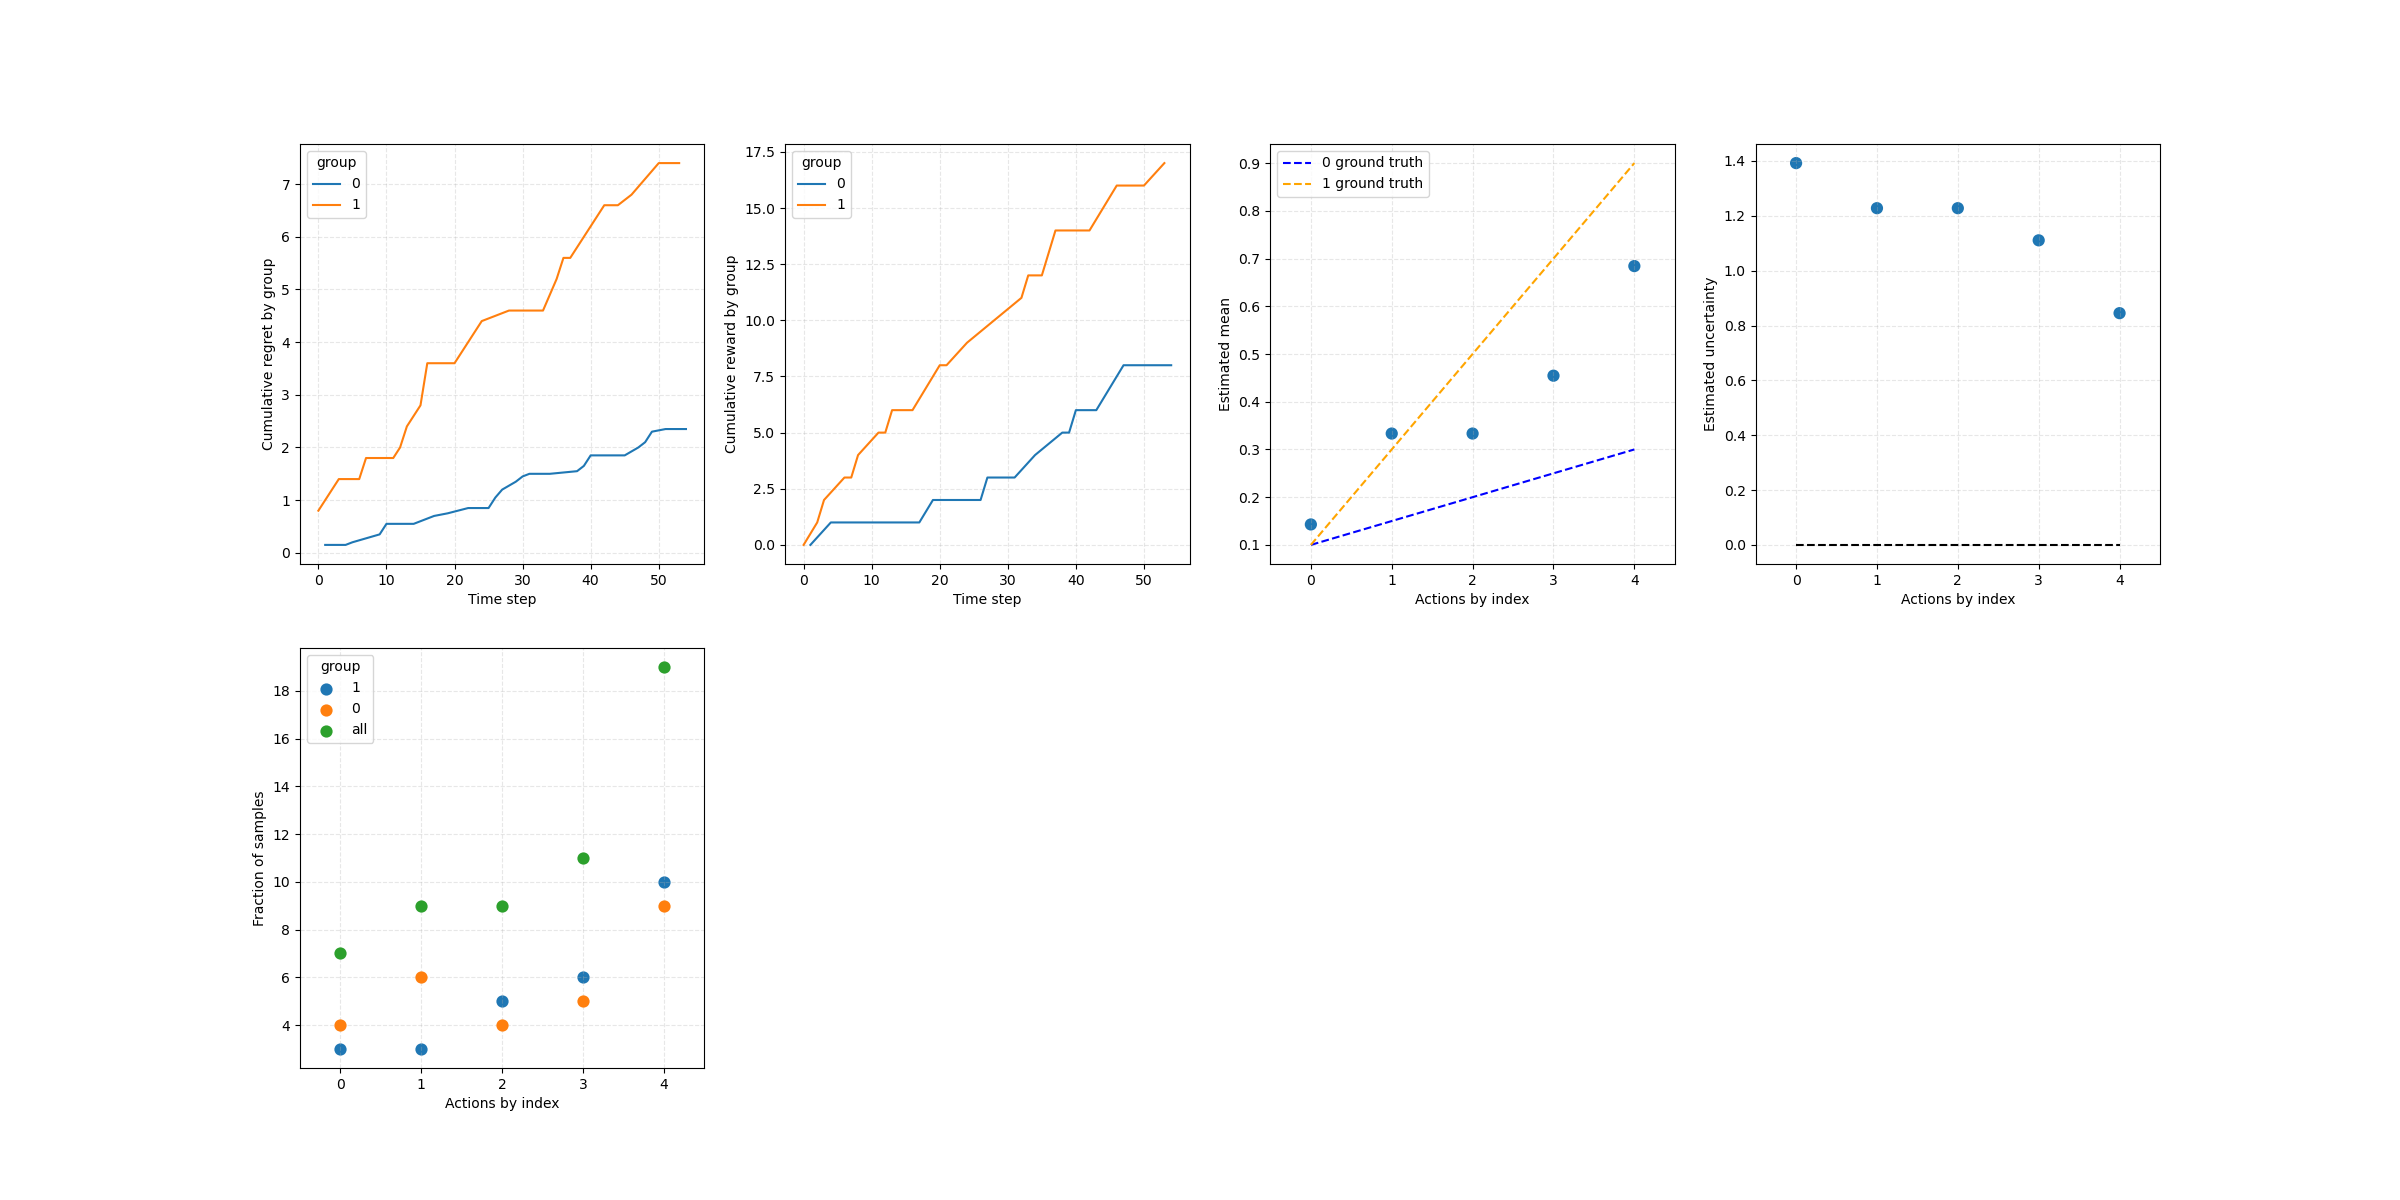 group
0
1
7
6
5
4
3
2
1
0
Cumulative regret by group
0 10 20 30 40 50
Time step
group
0
1
17.5
15.0
12.5
10.0
7.5
5.0
2.5
0.0
Cumulative reward by group
0 10 20 30 40 50
Time step
0 ground truth
1 ground truth
0.9
0.8
0.7
0.6
0.5
0.4
0.3
0.2
0.1
Estimated mean
0 1 2 3 4
Actions by index
1.4
1.2
1.0
0.8
0.6
0.4
0.2
0.0
Estimated uncertainty
0 1 2 3 4
Actions by index
group
1
0
all
18
16
14
12
10
8
6
4
Fraction of samples
0 1 2 3 4
Actions by index